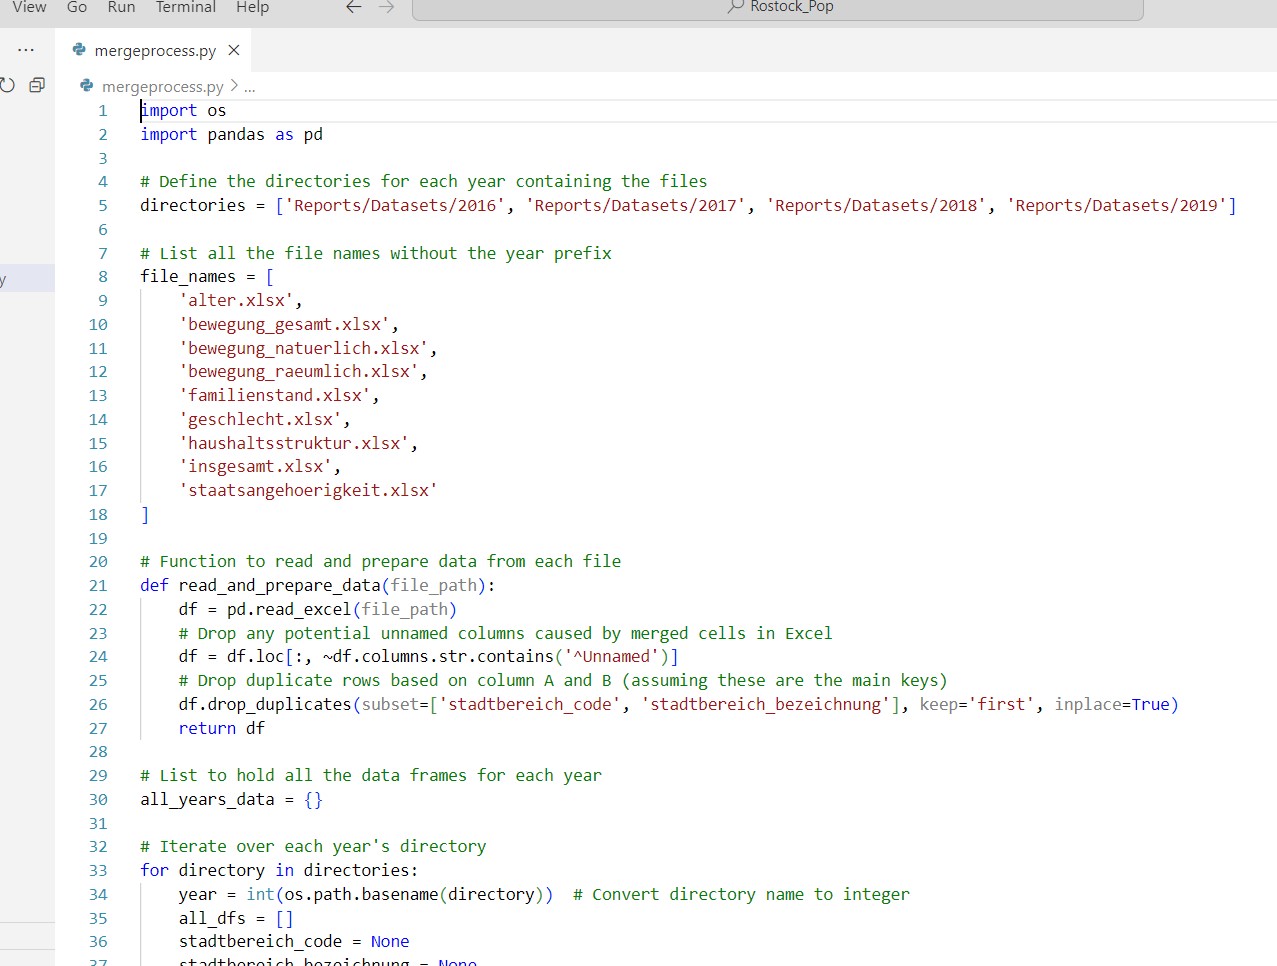 View Go Run Terminal Help
Rostock_Pop
mergeprocess.py
mergeprocess.py > ...
1 import os
2 import pandas as pd
3
4 # Define the directories for each year containing the files
5 directories = ['Reports/Datasets/2016', 'Reports/Datasets/2017', 'Reports/Datasets/2018', 'Reports/Datasets/2019']
6
7 # List all the file names without the year prefix
8 file_names = [
9     'alter.xlsx',
10     'bewegung_gesamt.xlsx',
11     'bewegung_natuerlich.xlsx',
12     'bewegung_raeumlich.xlsx',
13     'familienstand.xlsx',
14     'geschlecht.xlsx',
15     'haushaltsstruktur.xlsx',
16     'insgesamt.xlsx',
17     'staatsangehoerigkeit.xlsx'
18 ]
19
20 # Function to read and prepare data from each file
21 def read_and_prepare_data(file_path):
22     df = pd.read_excel(file_path)
23     # Drop any potential unnamed columns caused by merged cells in Excel
24     df = df.loc[:, ~df.columns.str.contains('^Unnamed')]
25     # Drop duplicate rows based on column A and B (assuming these are the main keys)
26     df.drop_duplicates(subset=['stadtbereich_code', 'stadtbereich_bezeichnung'], keep='first', inplace=True)
27     return df
28
29 # List to hold all the data frames for each year
30 all_years_data = {}
31
32 # Iterate over each year's directory
33 for directory in directories:
34     year = int(os.path.basename(directory))  # Convert directory name to integer
35     all_dfs = []
36     stadtbereich_code = None
37     stadtbereich_bezeichnung = None